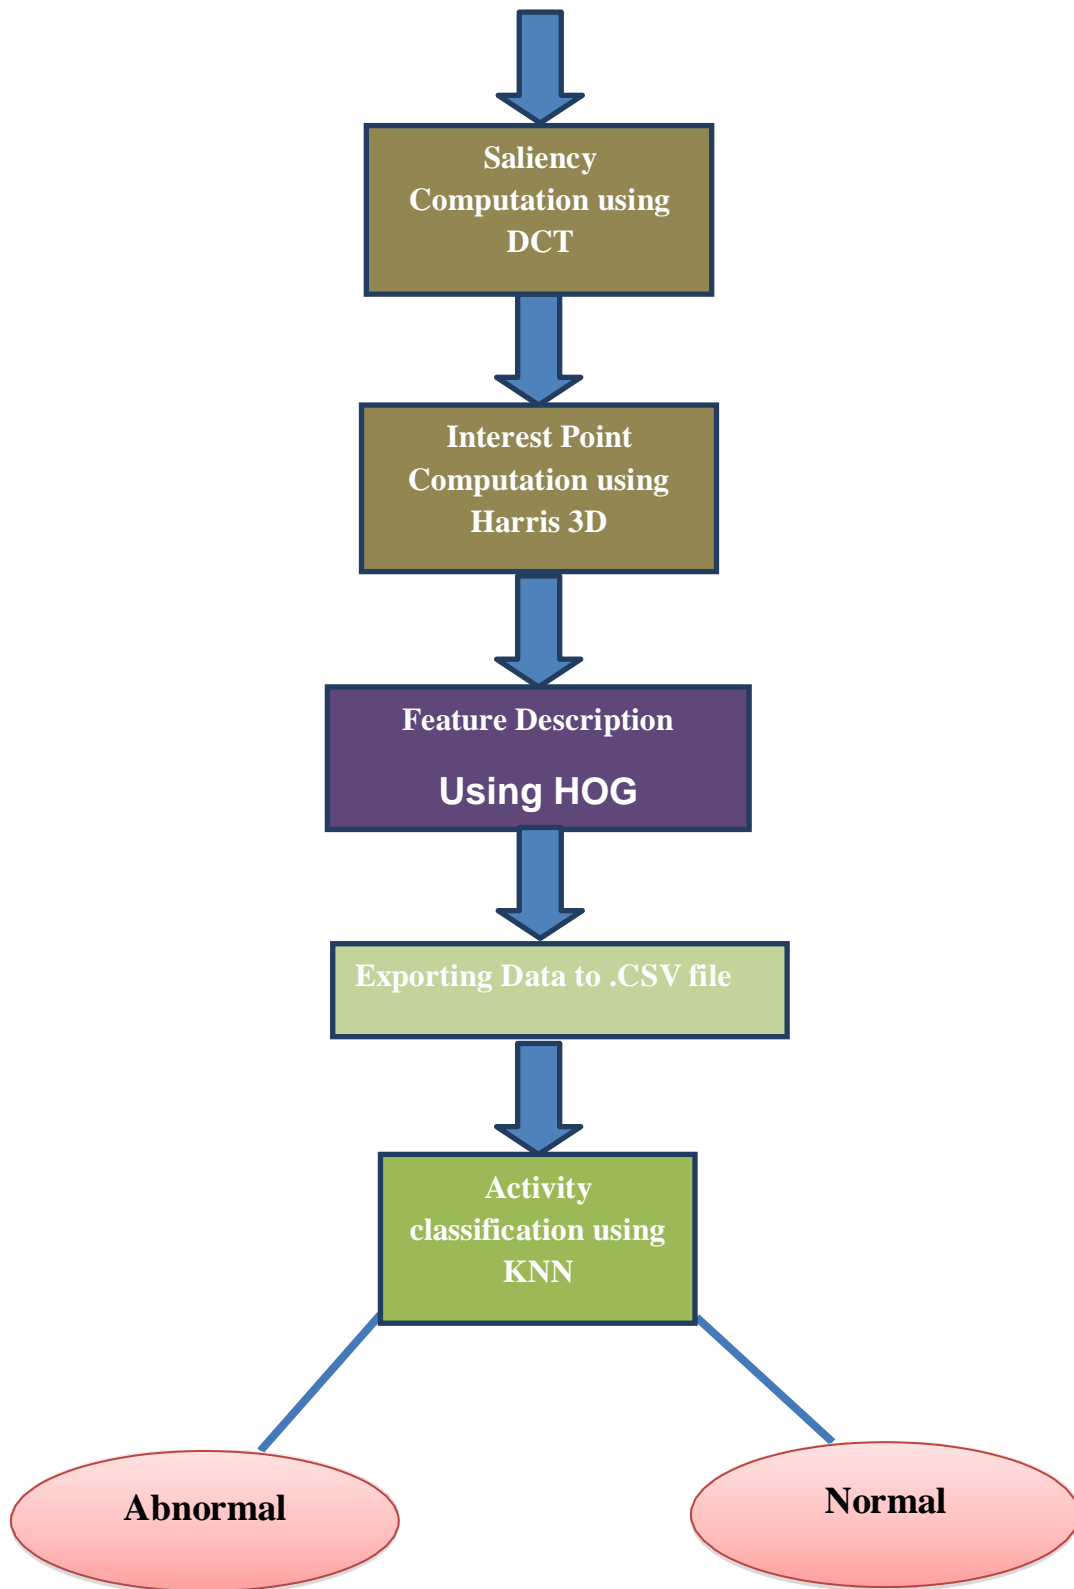 Saliency
Computation using
DCT
Interest Point
Computation using
Harris 3D
Feature Description
Using HOG
Exporting Data to .CSV file
Activity
classification using
KNN
Abnormal
Normal